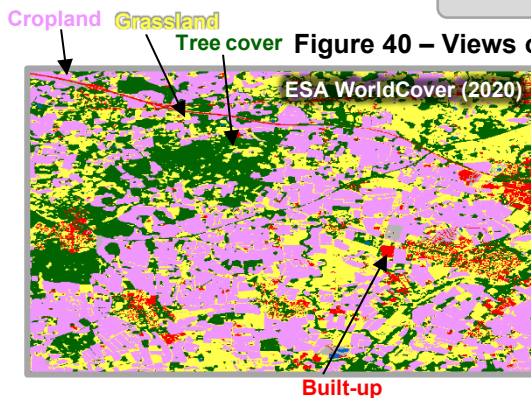 Cropland Grassland
Tree cover Figure 40 – Views
ESA WorldCover (2020)
Built-up